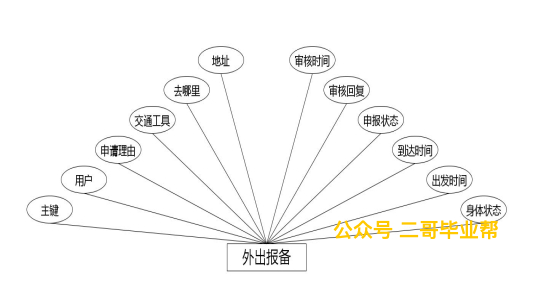 地址
审核时间
去哪里
审核回复
交通工具
申报状态
申请理由
到达时间
用户
出发时间
主键
身体状态
公众号 二哥毕业帮
外出报备